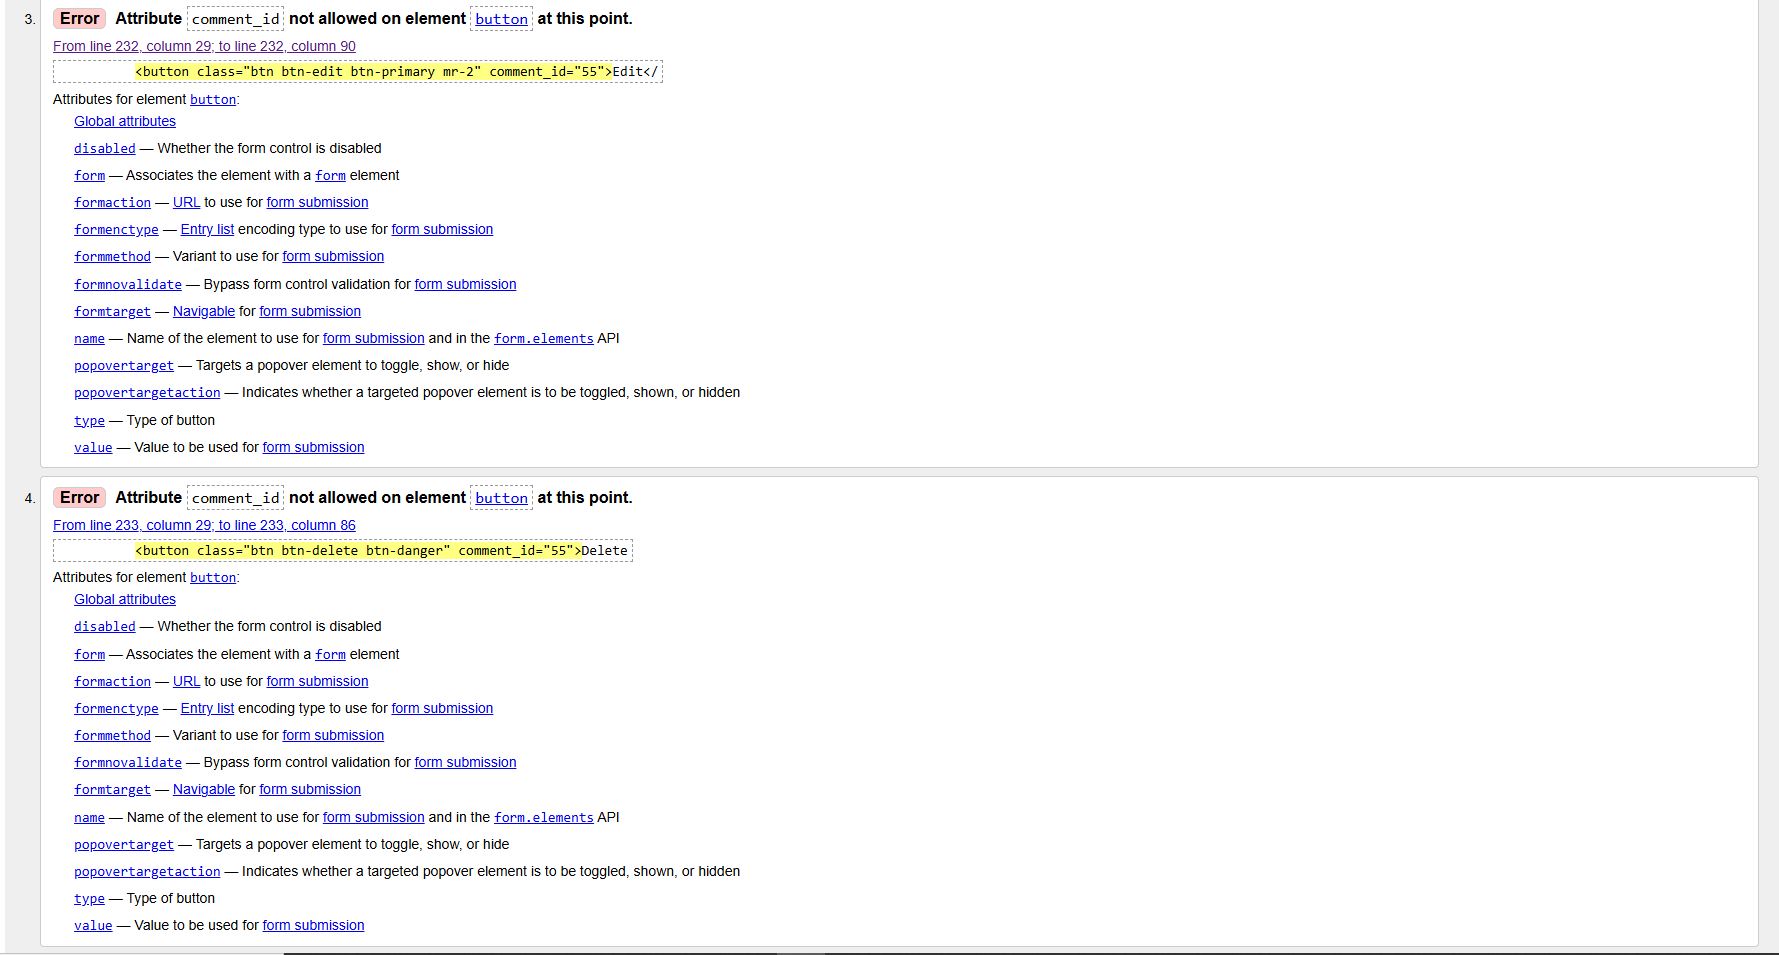 3. Error Attribute comment_id not allowed on element button at this point.
From line 232, column 29; to line 232, column 90
<button class="btn btn-edit btn-primary mr-2" comment_id="55">Edit</
Attributes for element button:
Global attributes
disabled — Whether the form control is disabled
form — Associates the element with a form element
formaction — URL to use for form submission
formenctype — Entry list encoding type to use for form submission
formmethod — Variant to use for form submission
formnovalidate — Bypass form control validation for form submission
formtarget — Navigable for form submission
name — Name of the element to use for form submission and in the form.elements API
popovertarget — Targets a popover element to toggle, show, or hide
popovertargetaction — Indicates whether a targeted popover element is to be toggled, shown, or hidden
type — Type of button
value — Value to be used for form submission
4. Error Attribute comment_id not allowed on element button at this point.
From line 233, column 29; to line 233, column 86
<button class="btn btn-delete btn-danger" comment_id="55">Delete
Attributes for element button:
Global attributes
disabled — Whether the form control is disabled
form — Associates the element with a form element
formaction — URL to use for form submission
formenctype — Entry list encoding type to use for form submission
formmethod — Variant to use for form submission
formnovalidate — Bypass form control validation for form submission
formtarget — Navigable for form submission
name — Name of the element to use for form submission and in the form.elements API
popovertarget — Targets a popover element to toggle, show, or hide
popovertargetaction — Indicates whether a targeted popover element is to be toggled, shown, or hidden
type — Type of button
value — Value to be used for form submission